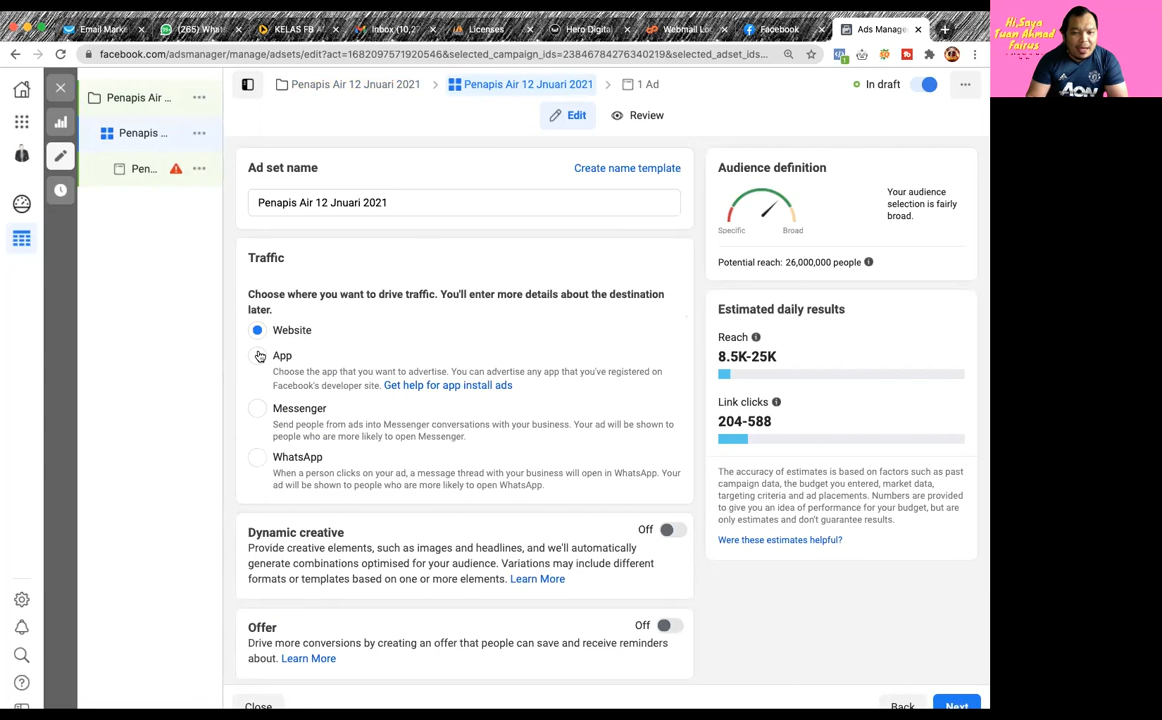 Email Marke
(265) What
KELAS FB
Inbox (10,2
Licenses
Hero Digital
Webmail Lo
Facebook
Ads Manage
facebook.com/adsmanager/manage/adsets/edit?act=1682097571920546&selected_campaign_ids=23846784276340219&selected_adset_ids...
Hi,Saya
Tuan Ahmad
Fairus
Penapis Air ...
Penapis ...
Pen...
Penapis Air 12 Jnuari 2021
Penapis Air 12 Jnuari 2021
1 Ad
In draft
Edit
Review
Ad set name
Create name template
Penapis Air 12 Jnuari 2021
Traffic
Choose where you want to drive traffic. You'll enter more details about the destination
later.
Website
App
Choose the app that you want to advertise. You can advertise any app that you've registered on
Facebook's developer site. Get help for app install ads
Messenger
Send people from ads into Messenger conversations with your business. Your ad will be shown to
people who are more likely to open Messenger.
WhatsApp
When a person clicks on your ad, a message thread with your business will open in WhatsApp. Your
ad will be shown to people who are more likely to open WhatsApp.
Dynamic creative
Off
Provide creative elements, such as images and headlines, and we'll automatically
generate combinations optimised for your audience. Variations may include different
formats or templates based on one or more elements. Learn More
Offer
Off
Drive more conversions by creating an offer that people can save and receive reminders
about. Learn More
Close
Back
Next
Audience definition
Specific
Broad
Your audience
selection is fairly
broad.
Potential reach: 26,000,000 people
Estimated daily results
Reach
8.5K-25K
Link clicks
204-588
The accuracy of estimates is based on factors such as past
campaign data, the budget you entered, market data,
targeting criteria and ad placements. Numbers are provided
to give you an idea of performance for your budget, but are
only estimates and don't guarantee results.
Were these estimates helpful?
AON